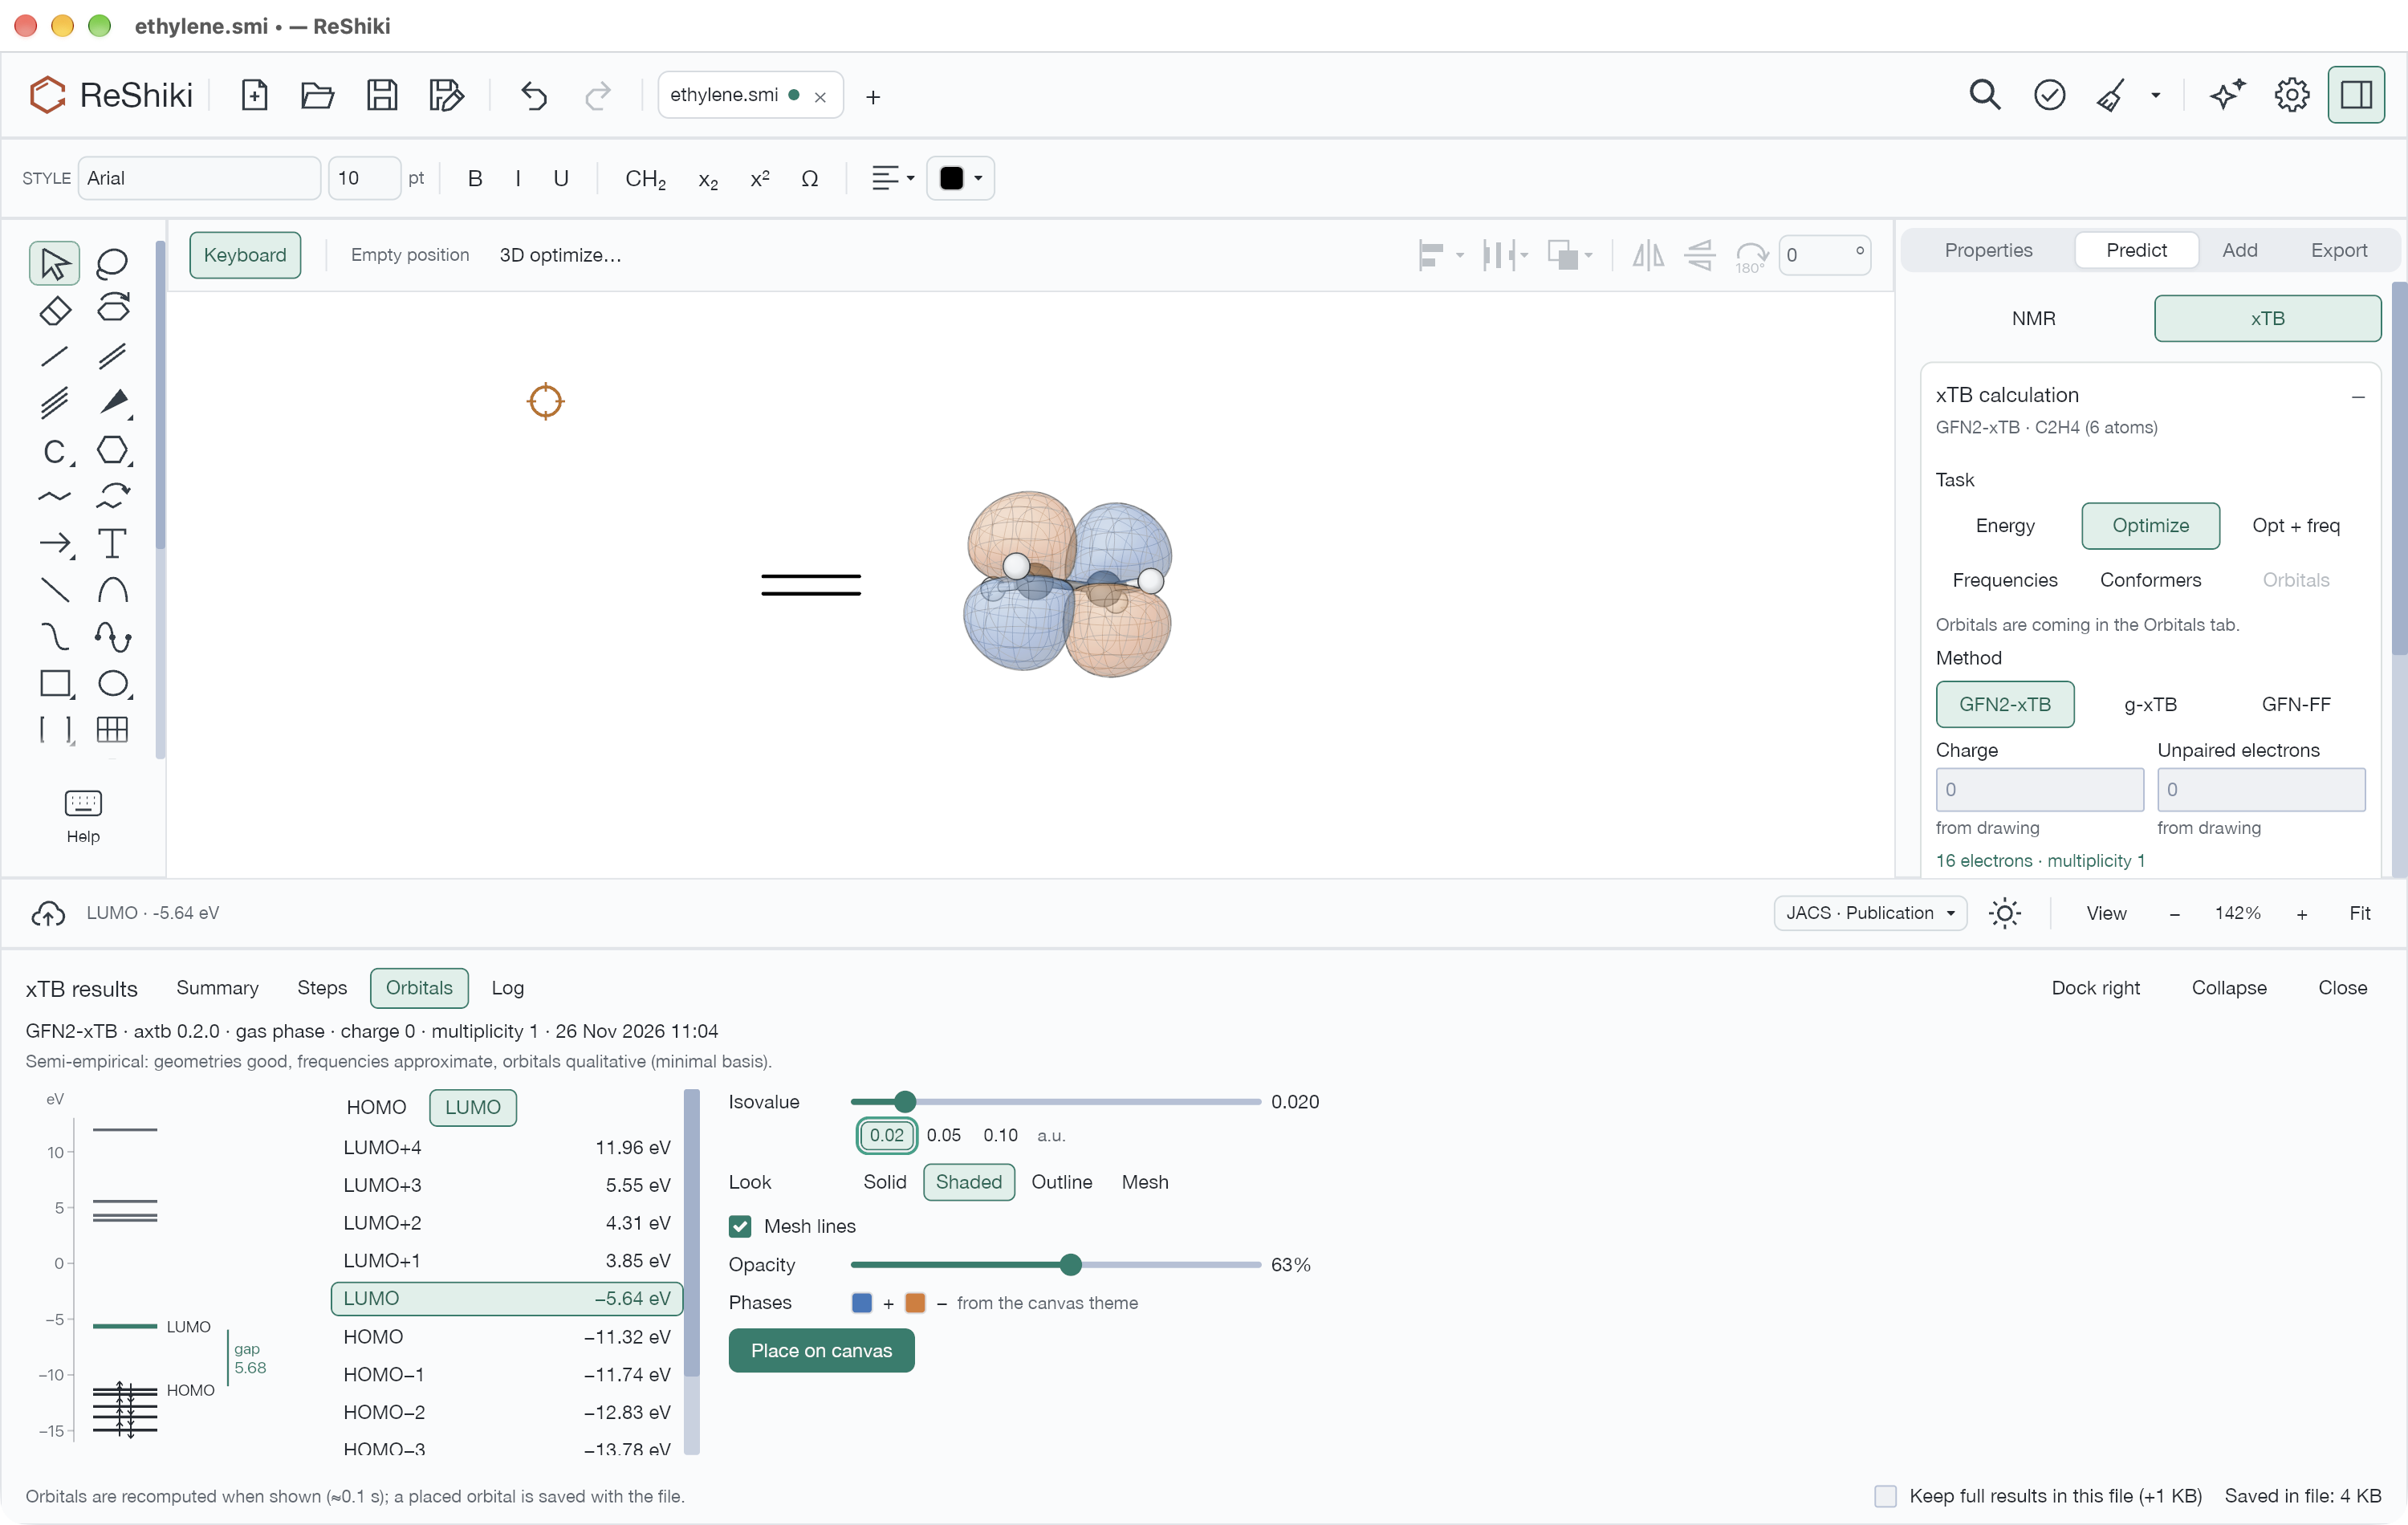 ethylene.smi • — ReShiki
ReShiki
ethylene.smi
STYLE Arial 10 pt B I U CH₂ x₂ x² Ω
Keyboard Empty position 3D optimize... 180° 0 °
Properties Predict Add Export
NMR xTB
xTB calculation
GFN2-xTB · C2H4 (6 atoms)
Task
Energy Optimize Opt + freq
Frequencies Conformers Orbitals
Orbitals are coming in the Orbitals tab.
Method
GFN2-xTB g-xTB GFN-FF
Charge Unpaired electrons
0 0
from drawing from drawing
16 electrons · multiplicity 1
C
T
Help
LUMO · -5.64 eV
JACS · Publication View − 142% + Fit
xTB results Summary Steps Orbitals Log Dock right Collapse Close
GFN2-xTB · axtb 0.2.0 · gas phase · charge 0 · multiplicity 1 · 26 Nov 2026 11:04
Semi-empirical: geometries good, frequencies approximate, orbitals qualitative (minimal basis).
eV
10
5
0
−5
−10
−15
LUMO
gap
5.68
HOMO
HOMO LUMO
LUMO+4 11.96 eV
LUMO+3 5.55 eV
LUMO+2 4.31 eV
LUMO+1 3.85 eV
LUMO −5.64 eV
HOMO −11.32 eV
HOMO−1 −11.74 eV
HOMO−2 −12.83 eV
HOMO−3 −13.78 eV
Isovalue 0.020
0.02 0.05 0.10 a.u.
Look Solid Shaded Outline Mesh
Mesh lines
Opacity 63%
Phases + − from the canvas theme
Place on canvas
Orbitals are recomputed when shown (≈0.1 s); a placed orbital is saved with the file.
Keep full results in this file (+1 KB) Saved in file: 4 KB